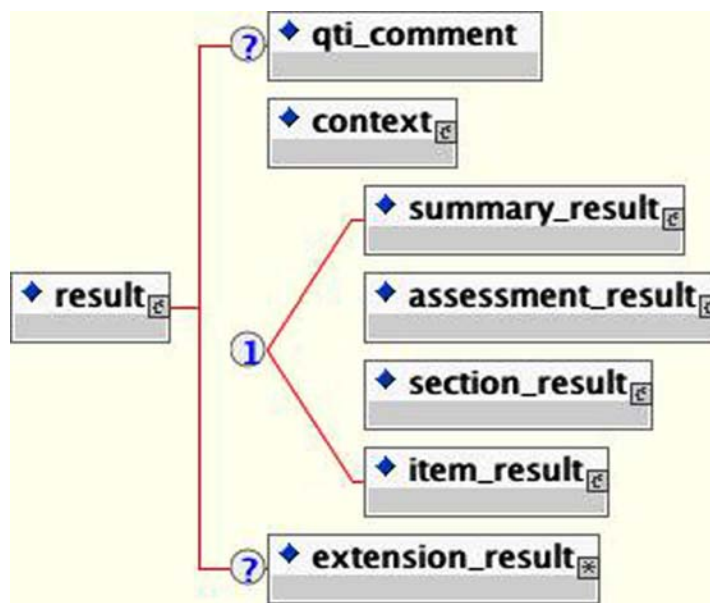 ? qti_comment
context
summary_result
result
assessment_result
1
section_result
item_result
? extension_result *